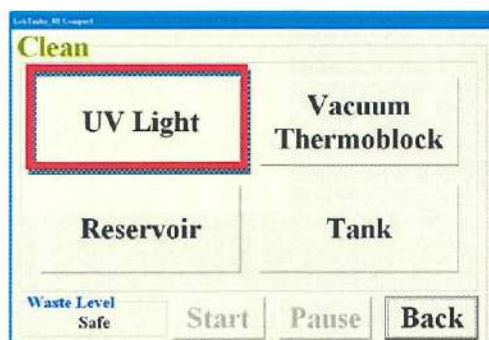 Clean
UV Light
Vacuum
Thermoblock
Reservoir
Tank
Waste Level
Safe
Start
Pause
Back